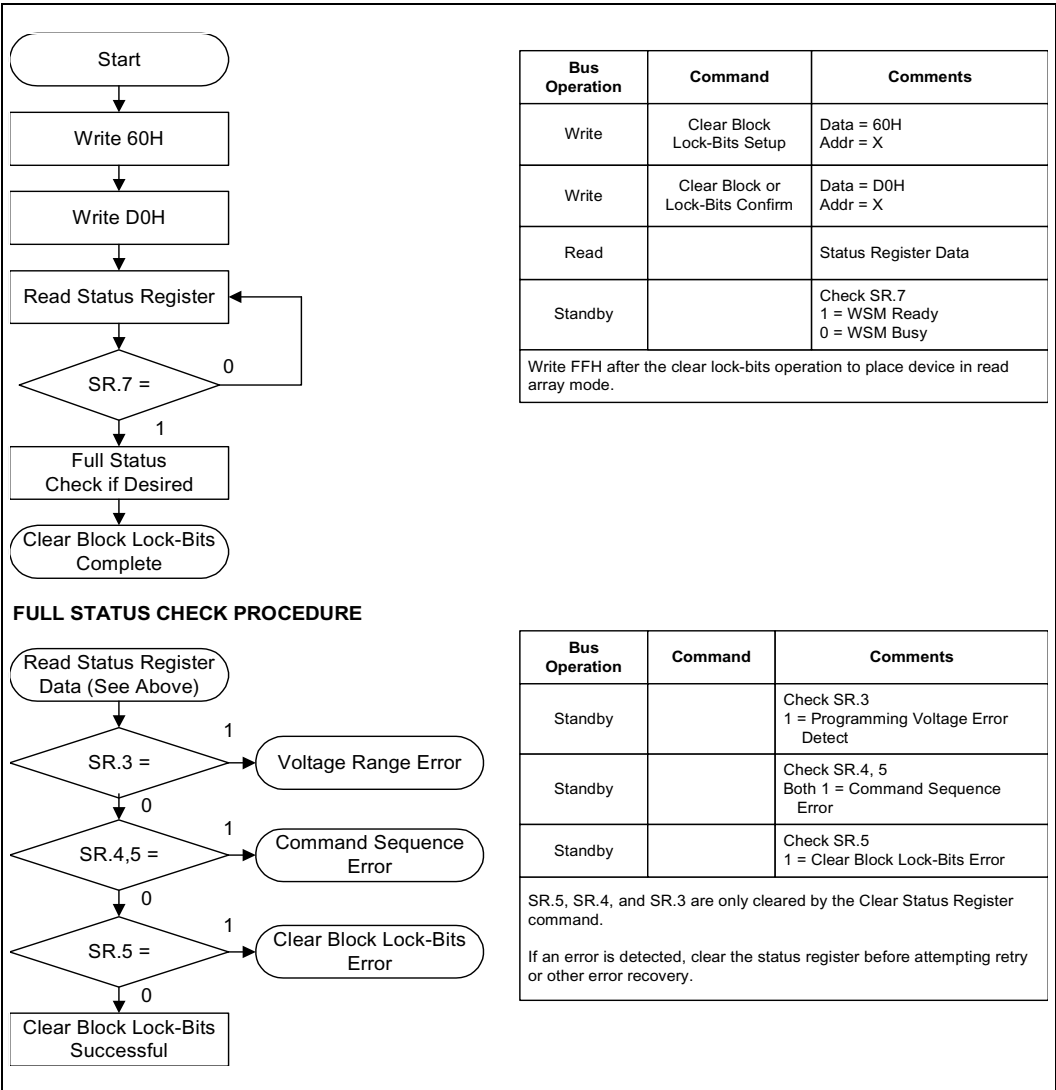 Start
Write 60H
Write D0H
Read Status Register
SR.7 =
0
1
Full Status
Check if Desired
Clear Block Lock-Bits
Complete
Bus
Operation
Command
Comments
Write
Clear Block
Lock-Bits Setup
Data = 60H
Addr = X
Write
Clear Block or
Lock-Bits Confirm
Data = D0H
Addr = X
Read
Status Register Data
Standby
Check SR.7
1 = WSM Ready
0 = WSM Busy
Write FFH after the clear lock-bits operation to place device in read
array mode.
FULL STATUS CHECK PROCEDURE
Read Status Register
Data (See Above)
SR.3 =
1
Voltage Range Error
0
SR.4,5 =
1
Command Sequence
Error
0
SR.5 =
1
Clear Block Lock-Bits
Error
0
Clear Block Lock-Bits
Successful
Bus
Operation
Command
Comments
Standby
Check SR.3
1 = Programming Voltage Error
Detect
Standby
Check SR.4, 5
Both 1 = Command Sequence
Error
Standby
Check SR.5
1 = Clear Block Lock-Bits Error
SR.5, SR.4, and SR.3 are only cleared by the Clear Status Register
command.
If an error is detected, clear the status register before attempting retry
or other error recovery.